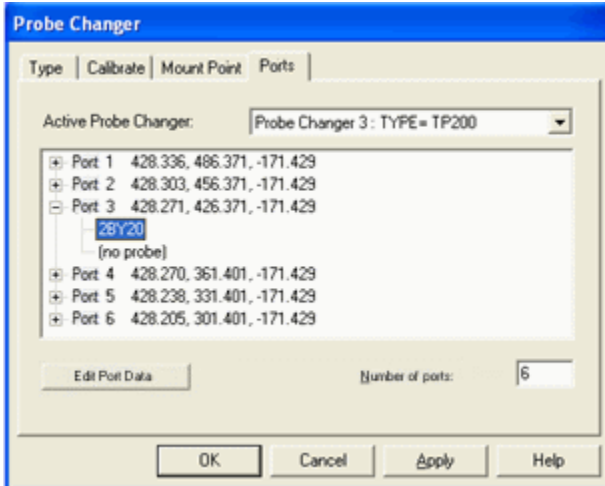 Probe Changer
Type Calibrate Mount Point Ports
Active Probe Changer: Probe Changer 3 : TYPE= TP200
Port 1 428.336, 486.371, -171.429
Port 2 428.303, 456.371, -171.429
Port 3 428.271, 426.371, -171.429
2BY20
(no probe)
Port 4 428.270, 361.401, -171.429
Port 5 428.238, 331.401, -171.429
Port 6 428.205, 301.401, -171.429
Edit Port Data Number of ports: 6
OK Cancel Apply Help